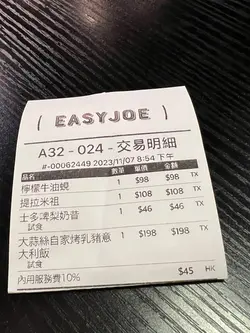 ( EASYJOE )
A32 - 024 - 交易明細
#-00062449 2023/11/07 8:54 下午
品名 數量 單價 金額
檸檬牛油蜆 1 $98 $98 TX
提拉米祖 1 $108 $108 TX
士多啤梨奶昔 1 $46 $46 TX
試食
大蒜絲自家烤乳豬意 1 $198 $198 TX
大利飯
試食
內用服務費10% $45 HK